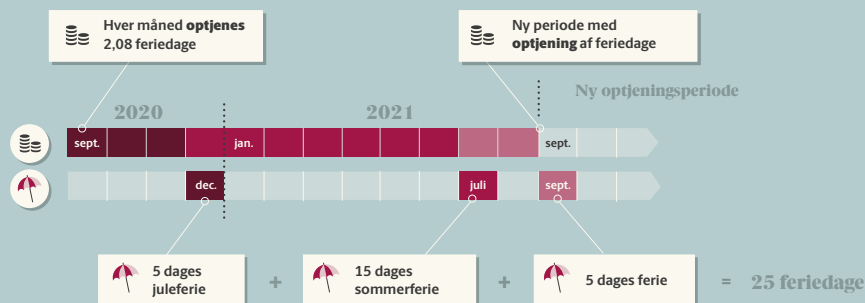 Hver måned optjenes
2,08 feriedage
Ny periode med
optjening af feriedage
Ny optjeningsperiode
2020
2021
sept.
jan.
sept.
dec.
juli
sept.
5 dages
juleferie
+
15 dages
sommerferie
+
5 dages ferie
= 25 feriedage